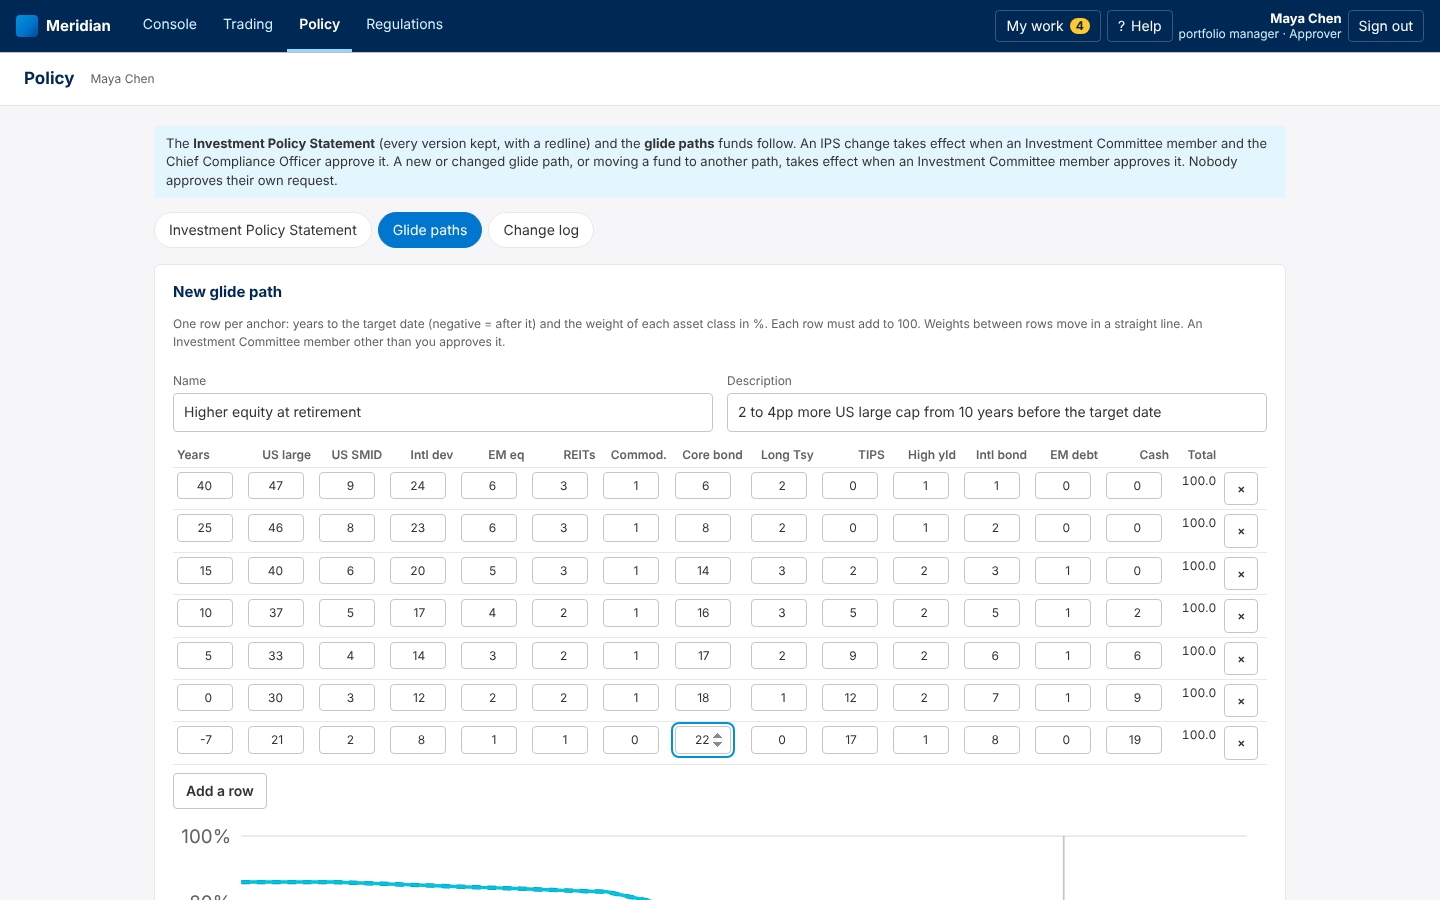 Meridian Console Trading Policy Regulations My work 4 ? Help Maya Chen Sign out
portfolio manager · Approver
Policy Maya Chen
The Investment Policy Statement (every version kept, with a redline) and the glide paths funds follow. An IPS change takes effect when an Investment Committee member and the
Chief Compliance Officer approve it. A new or changed glide path, or moving a fund to another path, takes effect when an Investment Committee member approves it. Nobody
approves their own request.
Investment Policy Statement Glide paths Change log
New glide path
One row per anchor: years to the target date (negative = after it) and the weight of each asset class in %. Each row must add to 100. Weights between rows move in a straight line. An
Investment Committee member other than you approves it.
Name Description
Higher equity at retirement 2 to 4pp more US large cap from 10 years before the target date
Years US large US SMID Intl dev EM eq REITs Commod. Core bond Long Tsy TIPS High yld Intl bond EM debt Cash Total
40 47 9 24 6 3 1 6 2 0 1 1 0 0 100.0 ×
25 46 8 23 6 3 1 8 2 0 1 2 0 0 100.0 ×
15 40 6 20 5 3 1 14 3 2 2 3 1 0 100.0 ×
10 37 5 17 4 2 1 16 3 5 2 5 1 2 100.0 ×
5 33 4 14 3 2 1 17 2 9 2 6 1 6 100.0 ×
0 30 3 12 2 2 1 18 1 12 2 7 1 9 100.0 ×
-7 21 2 8 1 1 0 22 0 17 1 8 0 19 100.0 ×
Add a row
100%
80%